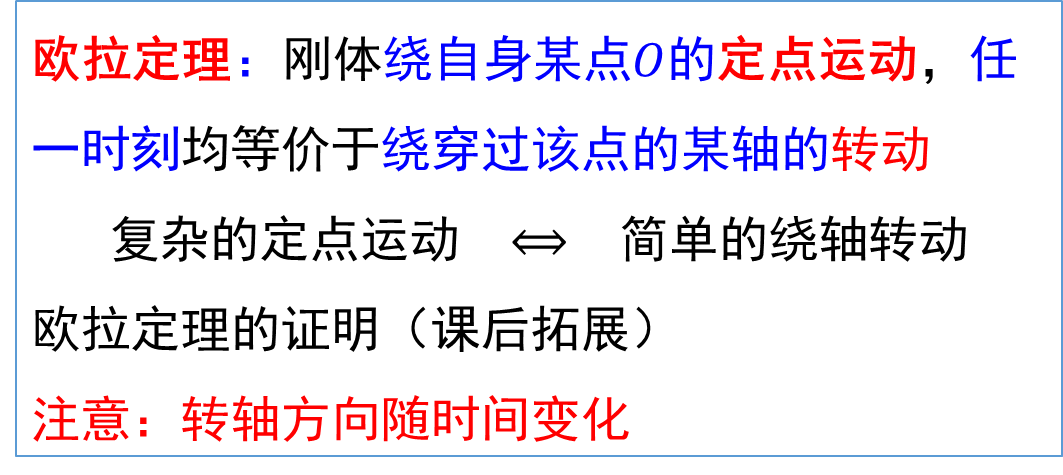 欧拉定理：刚体绕自身某点O的定点运动，任
一时刻均等价于绕穿过该点的某轴的转动
复杂的定点运动 ⟺ 简单的绕轴转动
欧拉定理的证明（课后拓展）
注意：转轴方向随时间变化